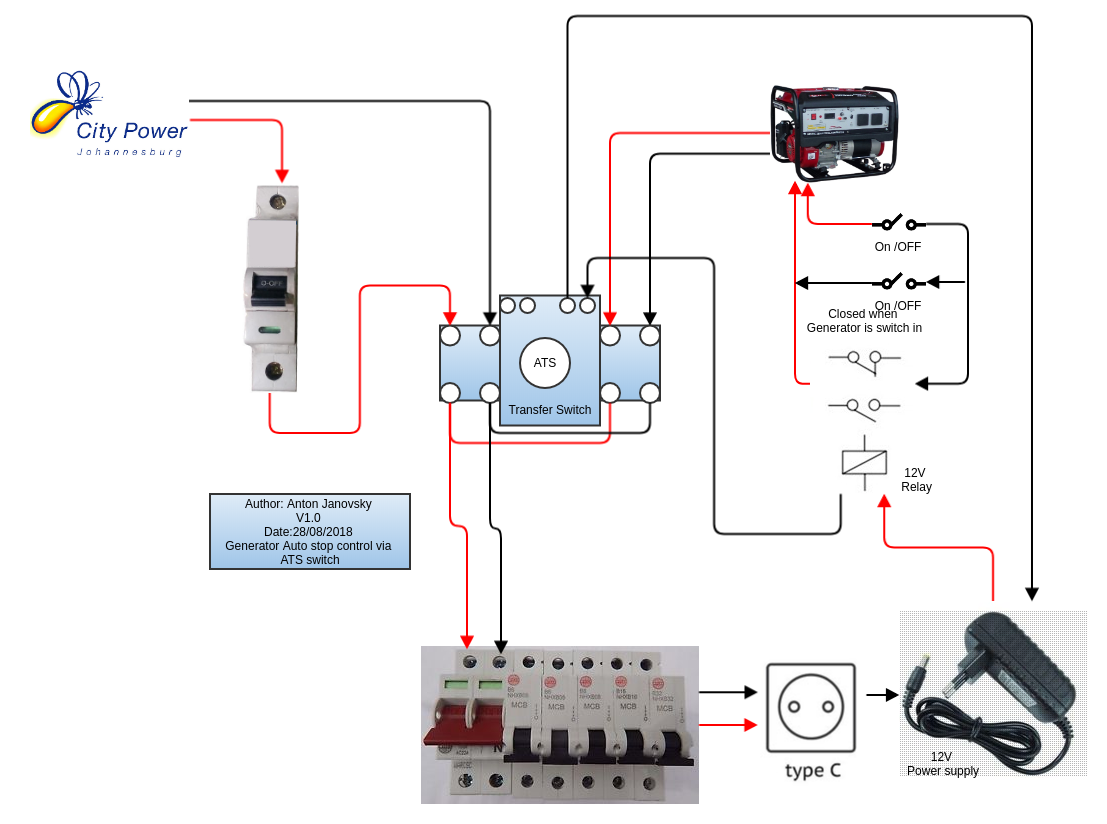 City Power
Johannesburg
O-OFF
On /OFF
On /OFF
Closed when
Generator is switch in
ATS
Transfer Switch
12V
Relay
Author: Anton Janovsky
V1.0
Date:28/08/2018
Generator Auto stop control via
ATS switch
MCB
MCB
MCB
MCB
MCB
N
type C
12V
Power supply